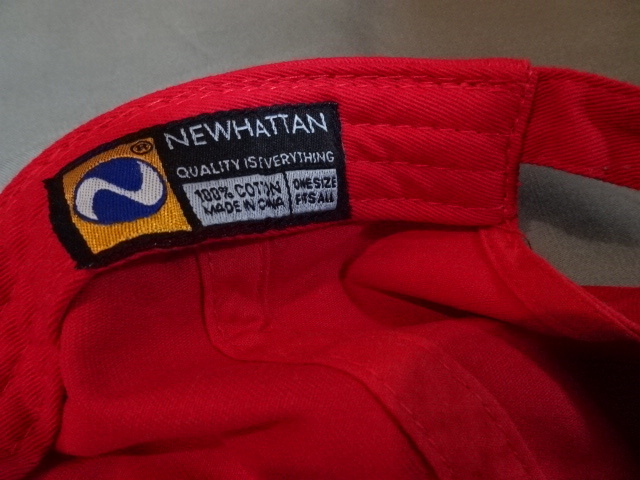 ®
NEWHATTAN
QUALITY IS EVERYTHING
100% COTTON
MADE IN CHINA
ONE SIZE
FITS ALL